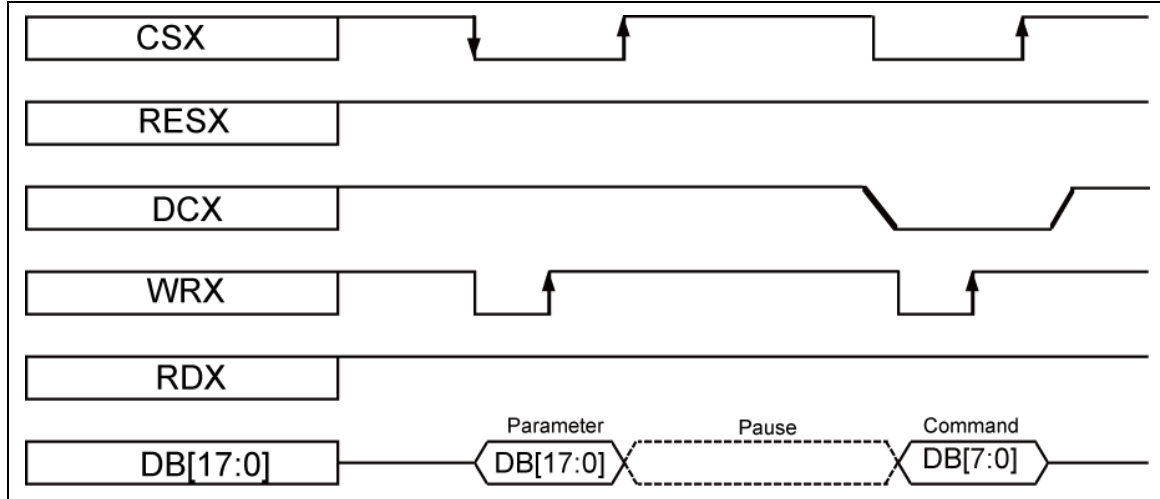 CSX
RESX
DCX
WRX
RDX
Parameter Pause Command
DB[17:0] DB[17:0] DB[7:0]